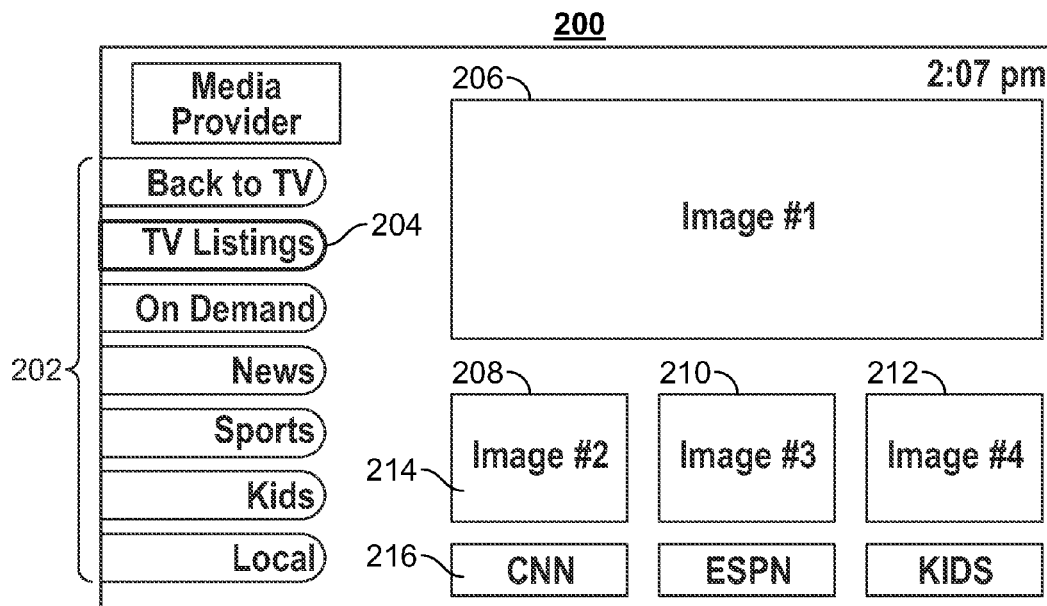 200
2:07 pm
Media
Provider
206
Back to TV
TV Listings
204
Image #1
On Demand
202
News
208
210
212
Sports
Image #2
Image #3
Image #4
214
Kids
Local
216
CNN
ESPN
KIDS